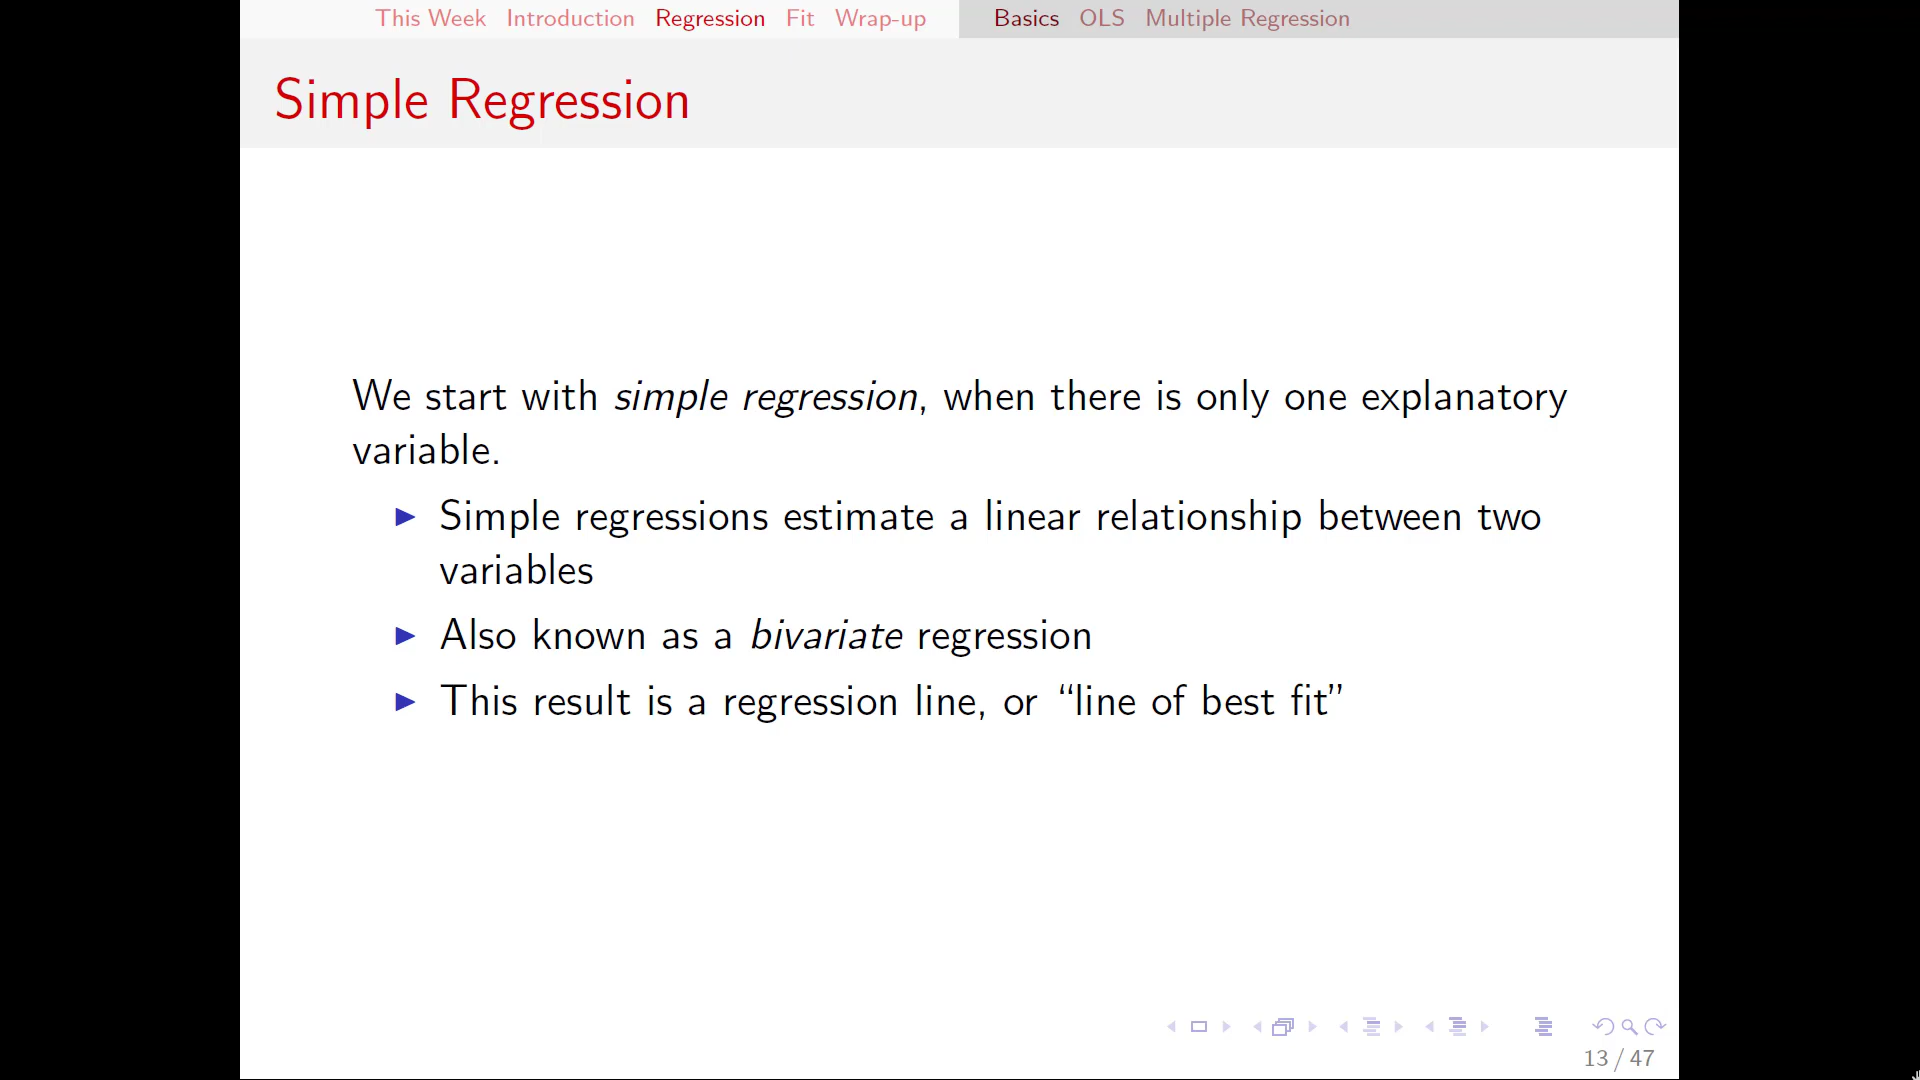 This Week Introduction Regression Fit Wrap-up Basics OLS Multiple Regression
Simple Regression
We start with simple regression, when there is only one explanatory
variable.
Simple regressions estimate a linear relationship between two
variables
Also known as a bivariate regression
This result is a regression line, or “line of best fit”
13 / 47